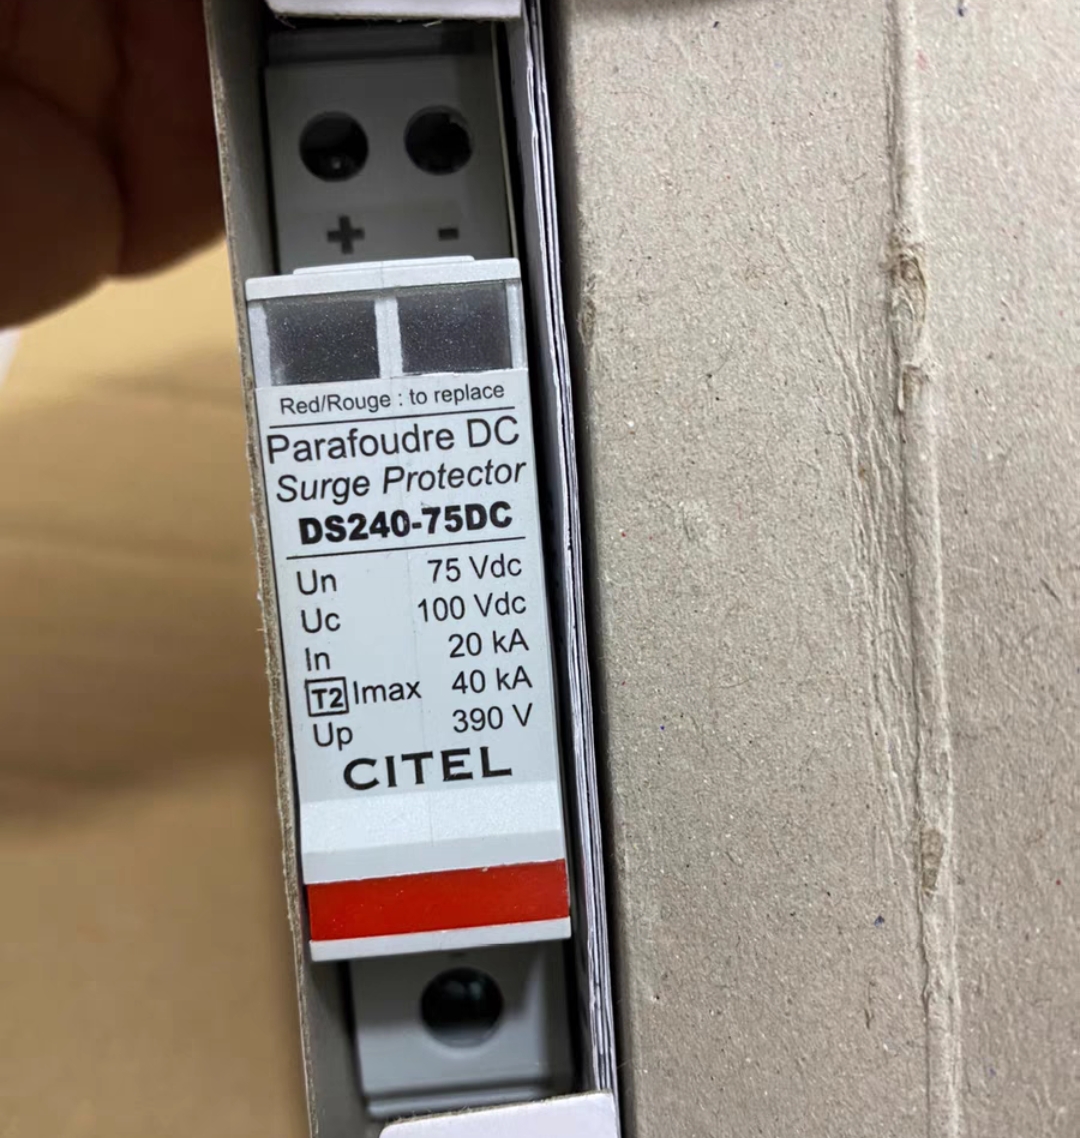 + -
Red/Rouge : to replace
Parafoudre DC
Surge Protector
DS240-75DC
Un 75 Vdc
Uc 100 Vdc
In 20 kA
T2 Imax 40 kA
Up 390 V
CITEL